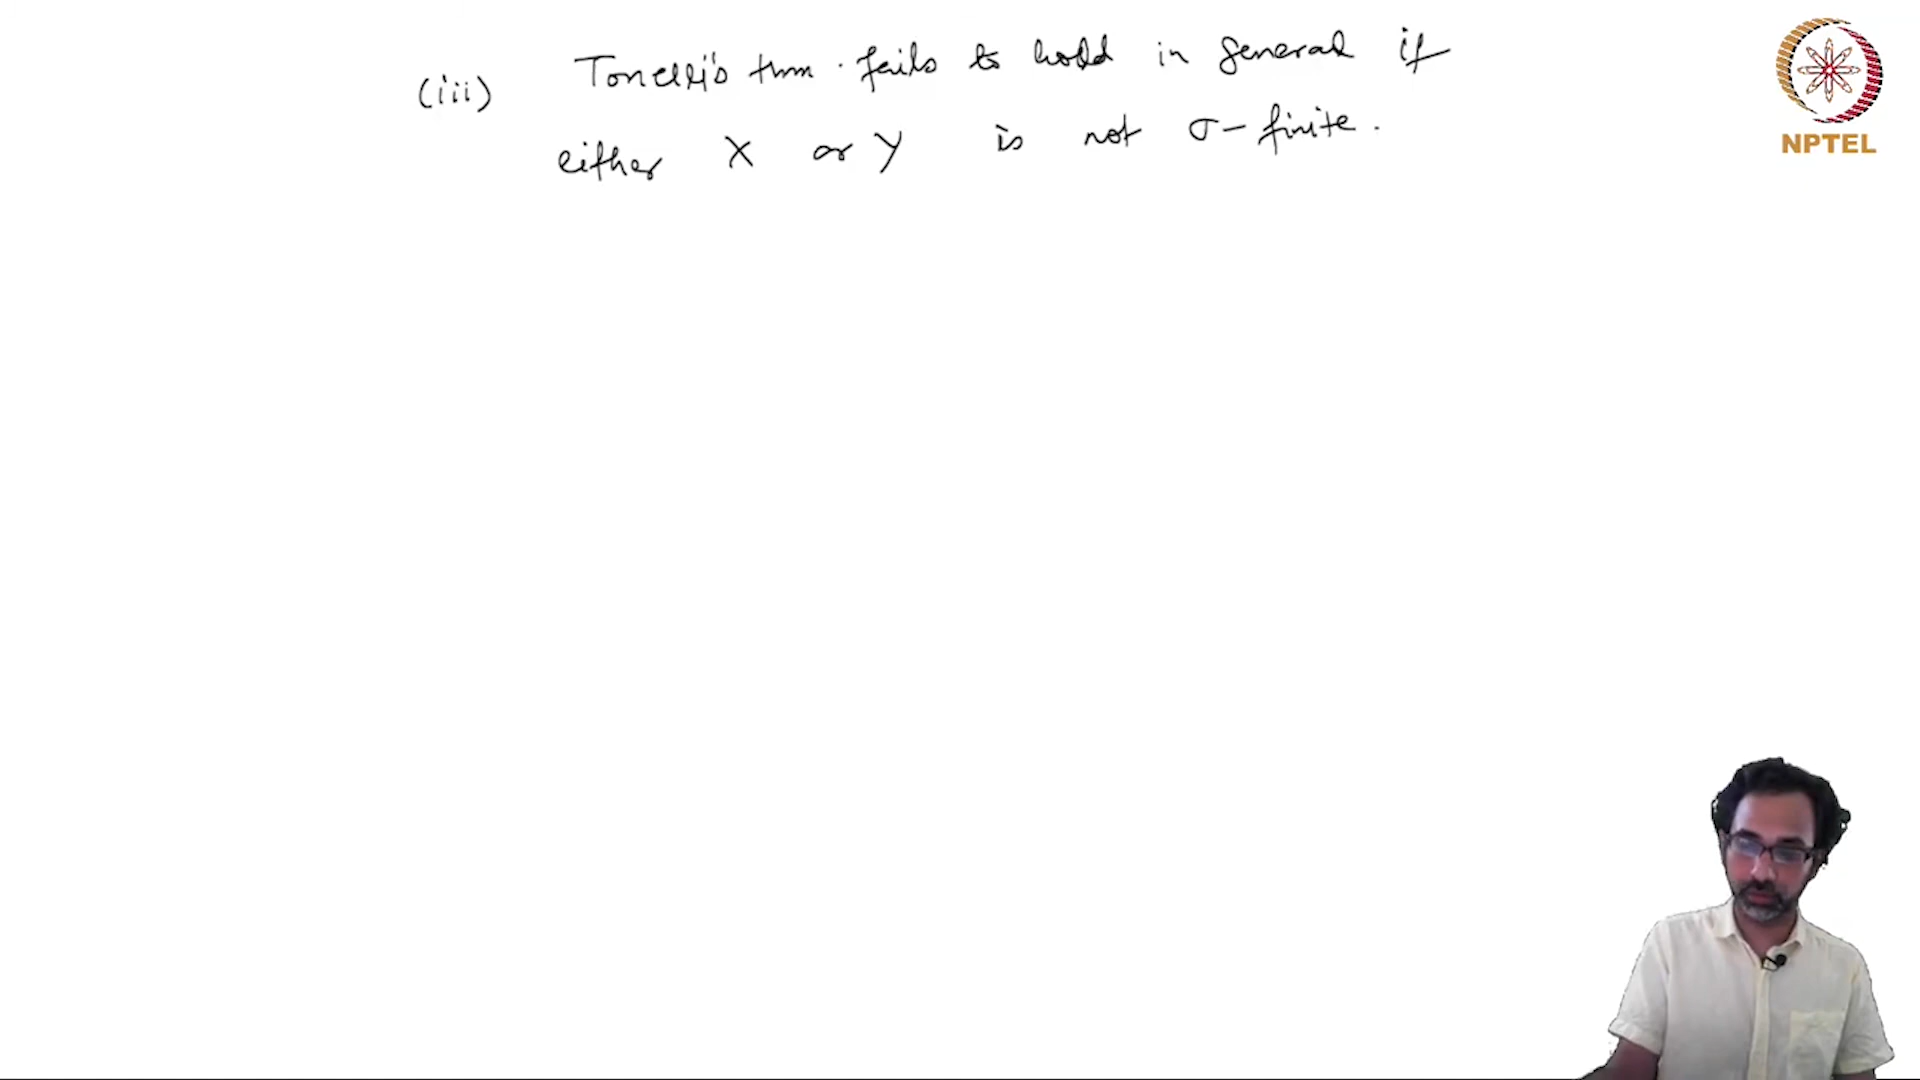 (iii) Tonelli's thm. fails to hold in general if
either X or Y is not σ-finite.
NPTEL